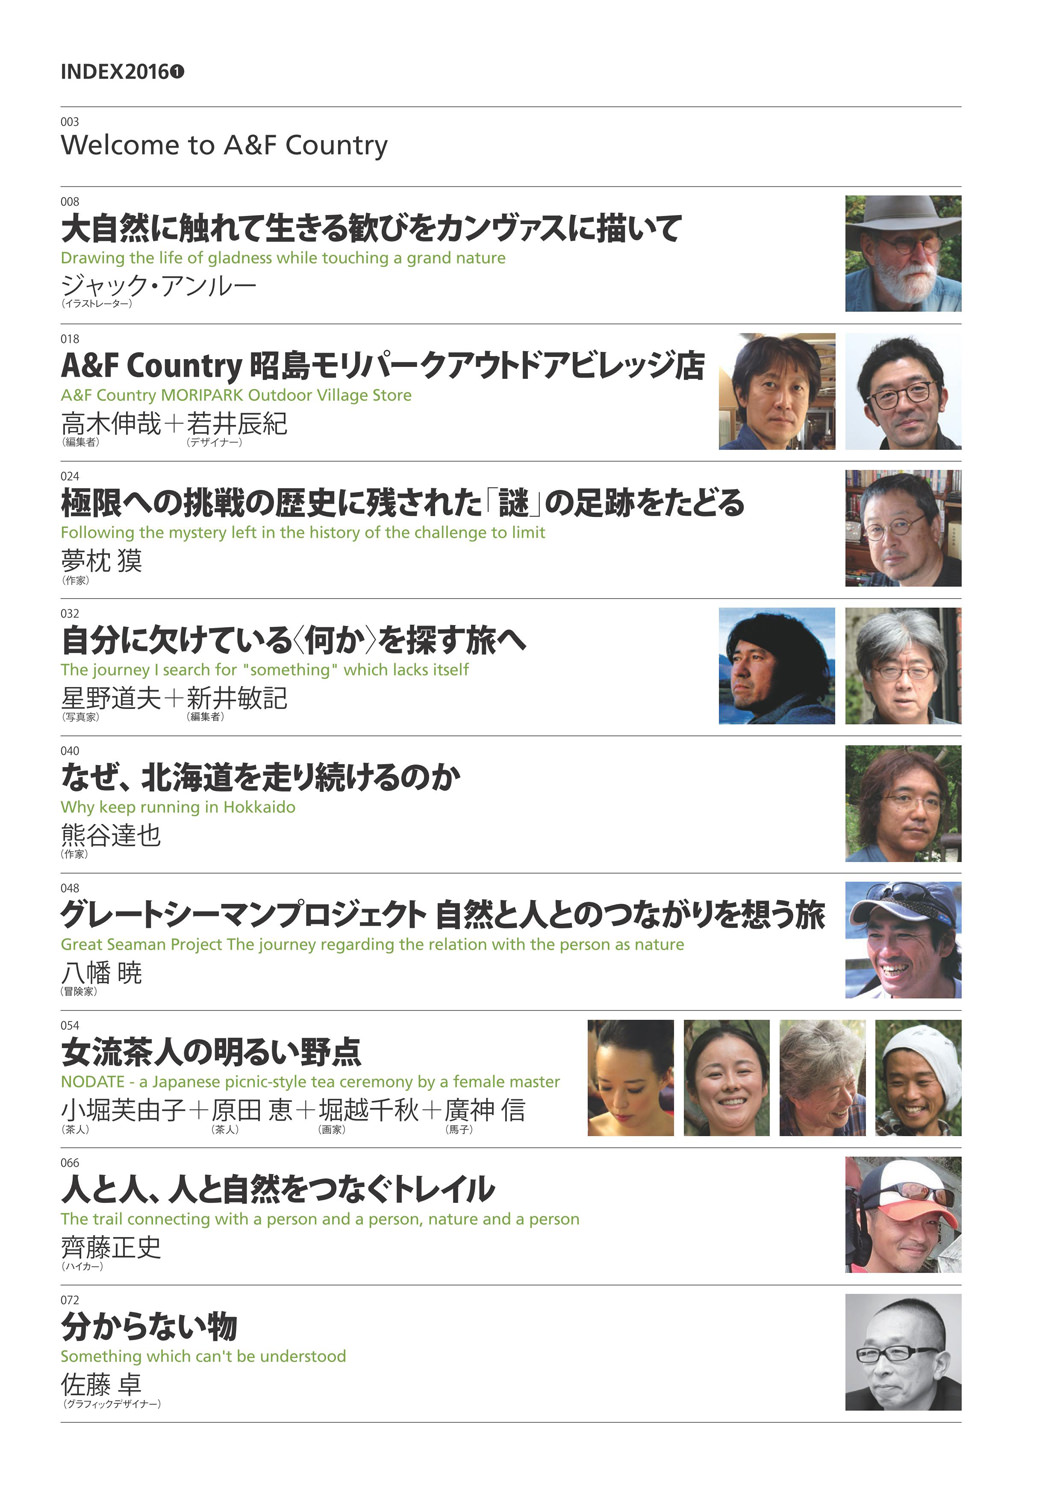 INDEX2016❶
003
Welcome to A&F Country
008
大自然に触れて生きる歓びをカンヴァスに描いて
Drawing the life of gladness while touching a grand nature
ジャック・アンルー
（イラストレーター）
018
A&F Country 昭島モリパークアウトドアビレッジ店
A&F Country MORIPARK Outdoor Village Store
高木伸哉＋若井辰紀
（編集者） （デザイナー）
024
極限への挑戦の歴史に残された「謎」の足跡をたどる
Following the mystery left in the history of the challenge to limit
夢枕 獏
（作家）
032
自分に欠けている〈何か〉を探す旅へ
The journey I search for "something" which lacks itself
星野道夫＋新井敏記
（写真家） （編集者）
040
なぜ、北海道を走り続けるのか
Why keep running in Hokkaido
熊谷達也
（作家）
048
グレートシーマンプロジェクト 自然と人とのつながりを想う旅
Great Seaman Project The journey regarding the relation with the person as nature
八幡 暁
（冒険家）
054
女流茶人の明るい野点
NODATE - a Japanese picnic-style tea ceremony by a female master
小堀芙由子＋原田 恵＋堀越千秋＋廣神 信
（茶人） （茶人） （画家） （馬子）
066
人と人、人と自然をつなぐトレイル
The trail connecting with a person and a person, nature and a person
齊藤正史
（ハイカー）
072
分からない物
Something which can't be understood
佐藤 卓
（グラフィックデザイナー）